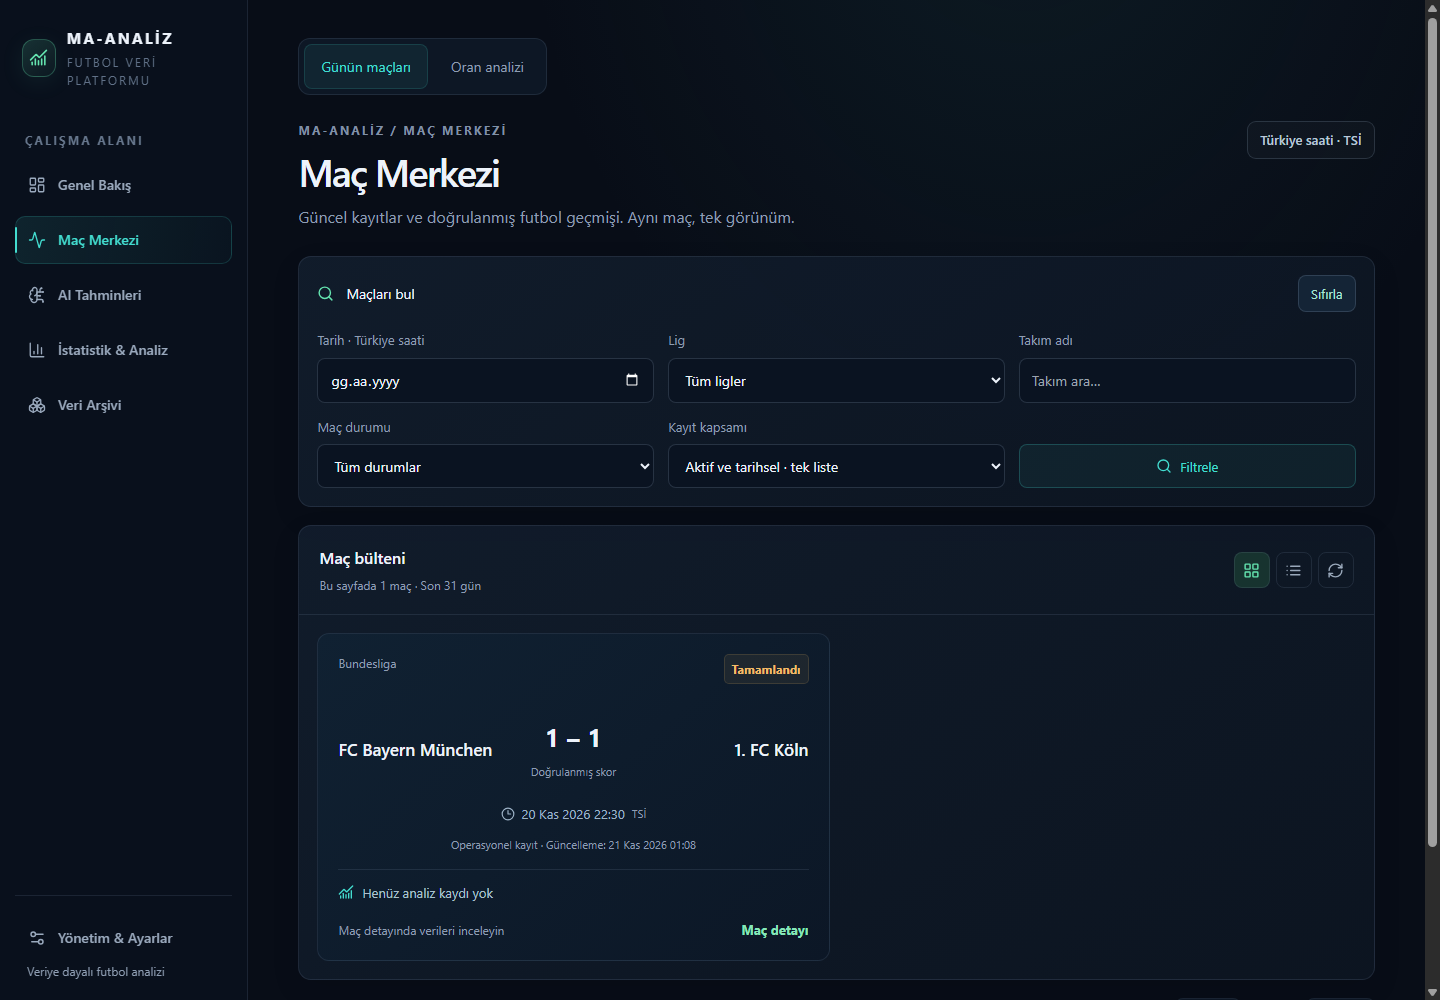 MA-ANALİZ
FUTBOL VERİ
PLATFORMU
ÇALIŞMA ALANI
Genel Bakış
Maç Merkezi
AI Tahminleri
İstatistik & Analiz
Veri Arşivi
Yönetim & Ayarlar
Veriye dayalı futbol analizi
Günün maçları
Oran analizi
MA-ANALİZ / MAÇ MERKEZİ
Türkiye saati · TSİ
Maç Merkezi
Güncel kayıtlar ve doğrulanmış futbol geçmişi. Aynı maç, tek görünüm.
Maçları bul
Sıfırla
Tarih · Türkiye saati
Lig
Takım adı
gg.aa.yyyy
Tüm ligler
Takım ara...
Maç durumu
Kayıt kapsamı
Tüm durumlar
Aktif ve tarihsel · tek liste
Filtrele
Maç bülteni
Bu sayfada 1 maç · Son 31 gün
Bundesliga
Tamamlandı
FC Bayern München
1 – 1
1. FC Köln
Doğrulanmış skor
20 Kas 2026 22:30 TSİ
Operasyonel kayıt · Güncelleme: 21 Kas 2026 01:08
Henüz analiz kaydı yok
Maç detayında verileri inceleyin
Maç detayı